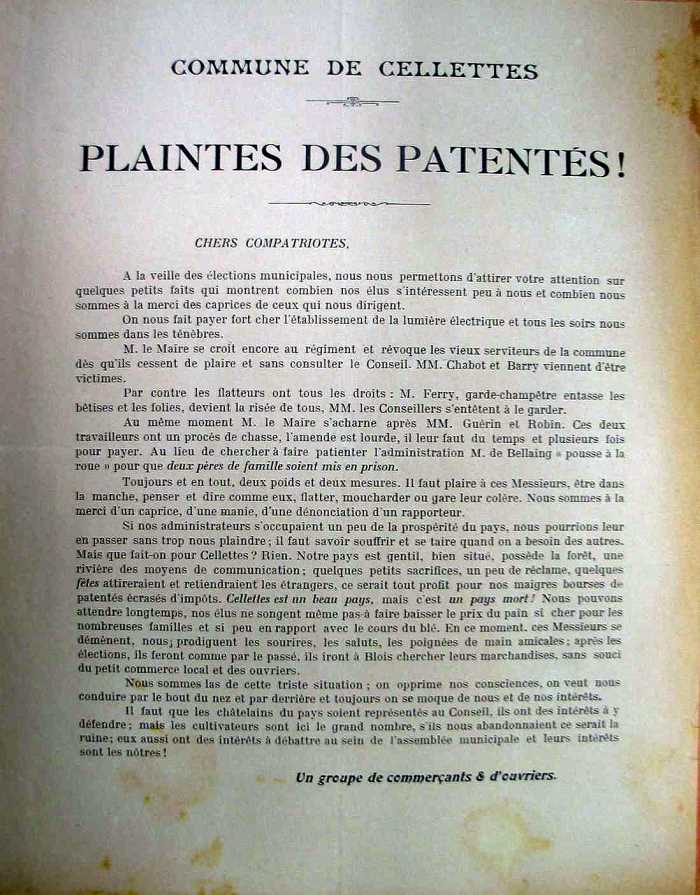 COMMUNE DE CELLETTES
PLAINTES DES PATENTÉS !
CHERS COMPATRIOTES,
A la veille des élections municipales, nous nous permettons d'attirer votre attention sur
quelques petits faits qui montrent combien nos élus s'intéressent peu à nous et combien nous
sommes à la merci des caprices de ceux qui nous dirigent.
On nous fait payer fort cher l'établissement de la lumière électrique et tous les soirs nous
sommes dans les ténèbres.
M. le Maire se croit encore au régiment et révoque les vieux serviteurs de la commune
dès qu'ils cessent de plaire et sans consulter le Conseil. MM. Chabot et Barry viennent d'être
victimes.
Par contre les flatteurs ont tous les droits : M. Ferry, garde-champêtre entasse les
bêtises et les folies, devient la risée de tous, MM. les Conseillers s'entêtent à le garder.
Au même moment M. le Maire s'acharne après MM. Guérin et Robin. Ces deux
travailleurs ont un procès de chasse, l'amende est lourde, il leur faut du temps et plusieurs fois
pour payer. Au lieu de chercher à faire patienter l'administration M. de Bellaing « pousse à la
roue » pour que deux pères de famille soient mis en prison.
Toujours et en tout, deux poids et deux mesures. Il faut plaire à ces Messieurs, être dans
la manche, penser et dire comme eux, flatter, moucharder ou gare leur colère. Nous sommes à la
merci d'un caprice, d'une manie, d'une dénonciation d'un rapporteur.
Si nos administrateurs s'occupaient un peu de la prospérité du pays, nous pourrions leur
en passer sans trop nous plaindre ; il faut savoir souffrir et se taire quand on a besoin des autres.
Mais que fait-on pour Cellettes ? Rien. Notre pays est gentil, bien situé, possède la forêt, une
rivière des moyens de communication ; quelques petits sacrifices, un peu de réclame, quelques
fêtes attireraient et retiendraient les étrangers, ce serait tout profit pour nos maigres bourses de
patentés écrasés d'impôts. Cellettes est un beau pays, mais c'est un pays mort ! Nous pouvons
attendre longtemps, nos élus ne songent même pas à faire baisser le prix du pain si cher pour les
nombreuses familles et si peu en rapport avec le cours du blé. En ce moment, ces Messieurs se
démènent, nous, prodiguent les sourires, les saluts, les poignées de main amicales ; après les
élections, ils feront comme par le passé, ils iront à Blois chercher leurs marchandises, sans souci
du petit commerce local et des ouvriers.
Nous sommes las de cette triste situation ; on opprime nos consciences, on veut nous
conduire par le bout du nez et par derrière et toujours on se moque de nous et de nos intérêts.
Il faut que les châtelains du pays soient représentés au Conseil, ils ont des intérêts à y
défendre ; mais les cultivateurs sont ici le grand nombre, s'ils nous abandonnaient ce serait la
ruine ; eux aussi ont des intérêts à débattre au sein de l'assemblée municipale et leurs intérêts
sont les nôtres !
Un groupe de commerçants & d'ouvriers.